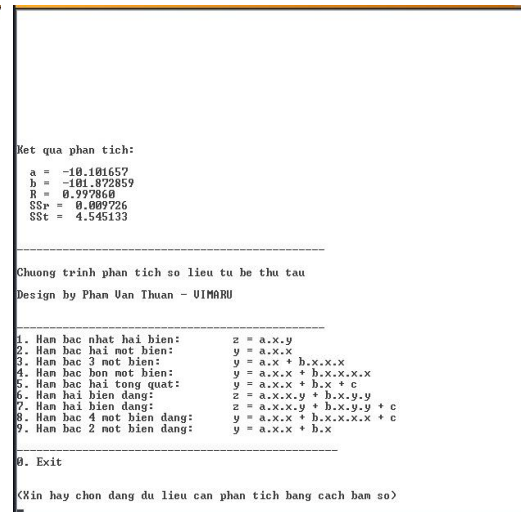 Ket qua phan tich:
a = -10.101657
b = -101.872859
R = 0.997860
SSr = 0.009726
SSt = 4.545133
------------------------------------------------
Chuong trinh phan tich so lieu tu be thu tau
Design by Pham Van Thuan - VIMARU
------------------------------------------------
1. Ham bac nhat hai bien: z = a.x.y
2. Ham bac hai mot bien: y = a.x.x
3. Ham bac 3 mot bien: y = a.x + b.x.x.x
4. Ham bac bon mot bien: y = a.x.x + b.x.x.x.x
5. Ham bac hai tong quat: y = a.x.x + b.x + c
6. Ham hai bien dang: z = a.x.x.y + b.x.y.y
7. Ham hai bien dang: z = a.x.x.y + b.x.y.y + c
8. Ham bac 4 mot bien dang: y = a.x.x + b.x.x.x.x + c
9. Ham bac 2 mot bien dang: y = a.x.x + b.x
--------------------------------------------------
0. Exit
(Xin hay chon dang du lieu can phan tich bang cach bam so)